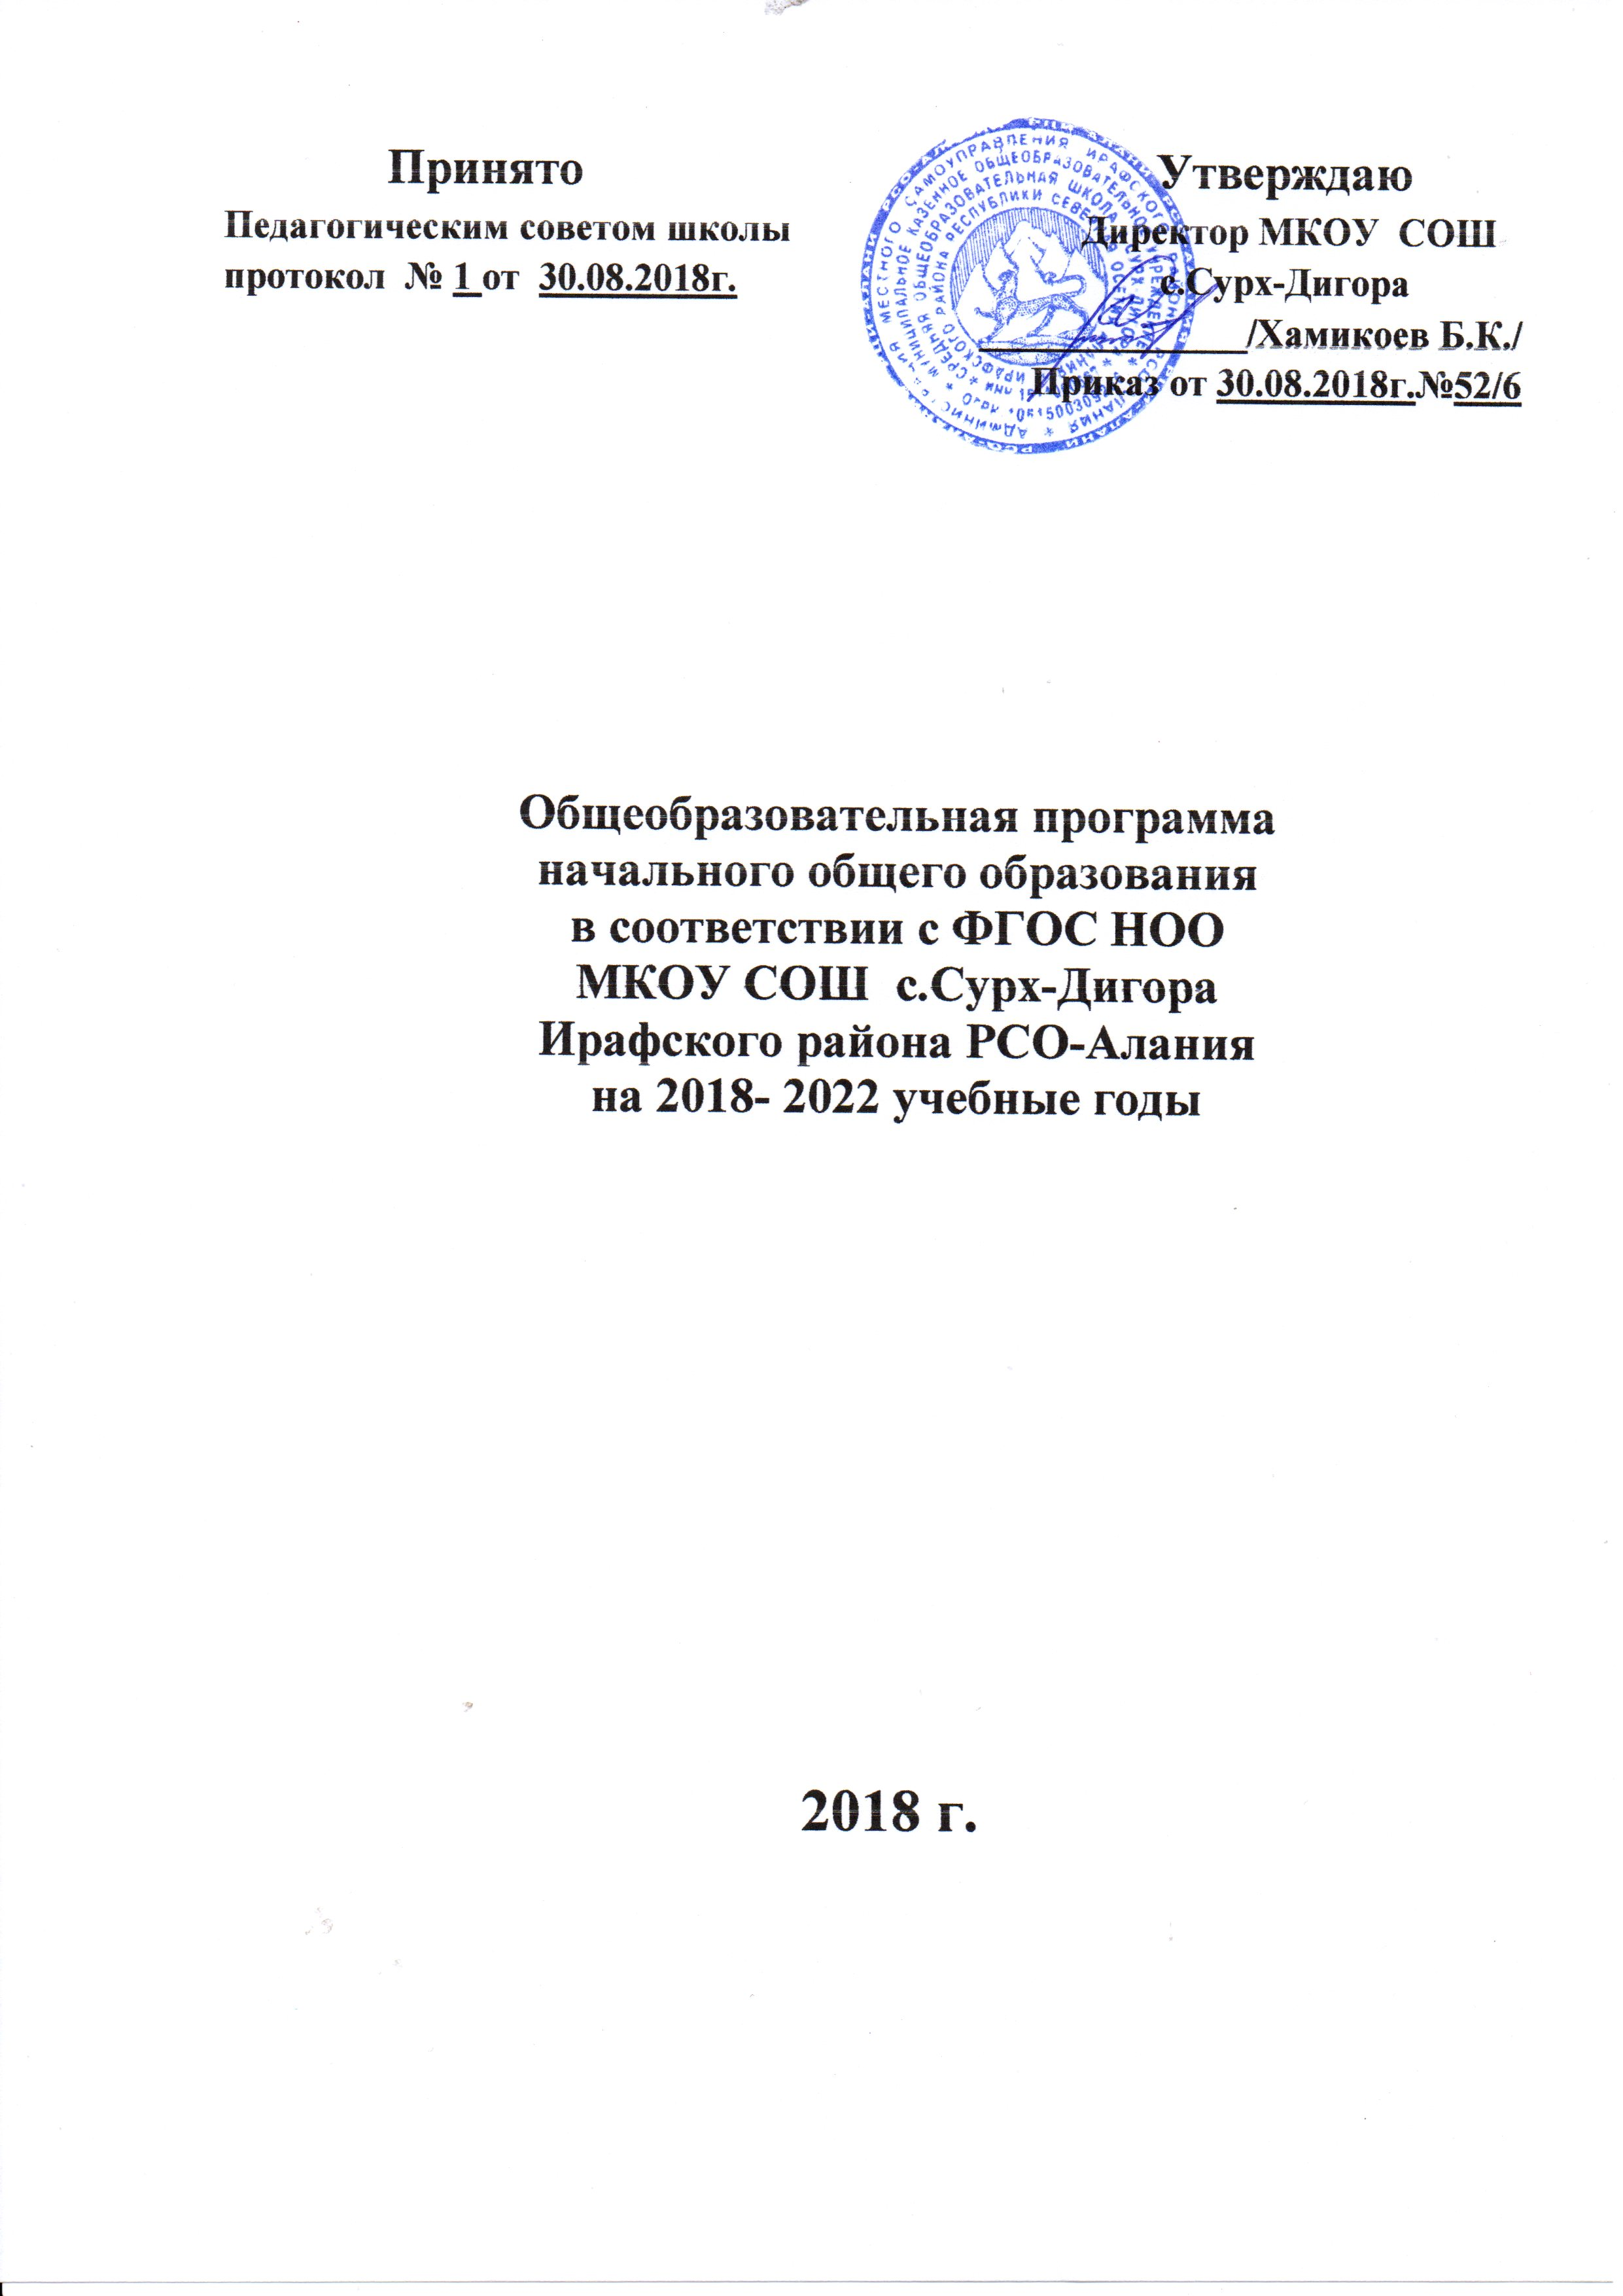 Принято
Педагогическим советом школы
протокол № 1 от 30.08.2018г.
Утверждаю
Директор МКОУ СОШ
с.Сурх-Дигора
/Хамикоев Б.К./
Приказ от 30.08.2018г.№52/6
Общеобразовательная программа
начального общего образования
в соответствии с ФГОС НОО
МКОУ СОШ с.Сурх-Дигора
Ирафского района РСО-Алания
на 2018- 2022 учебные годы
2018 г.